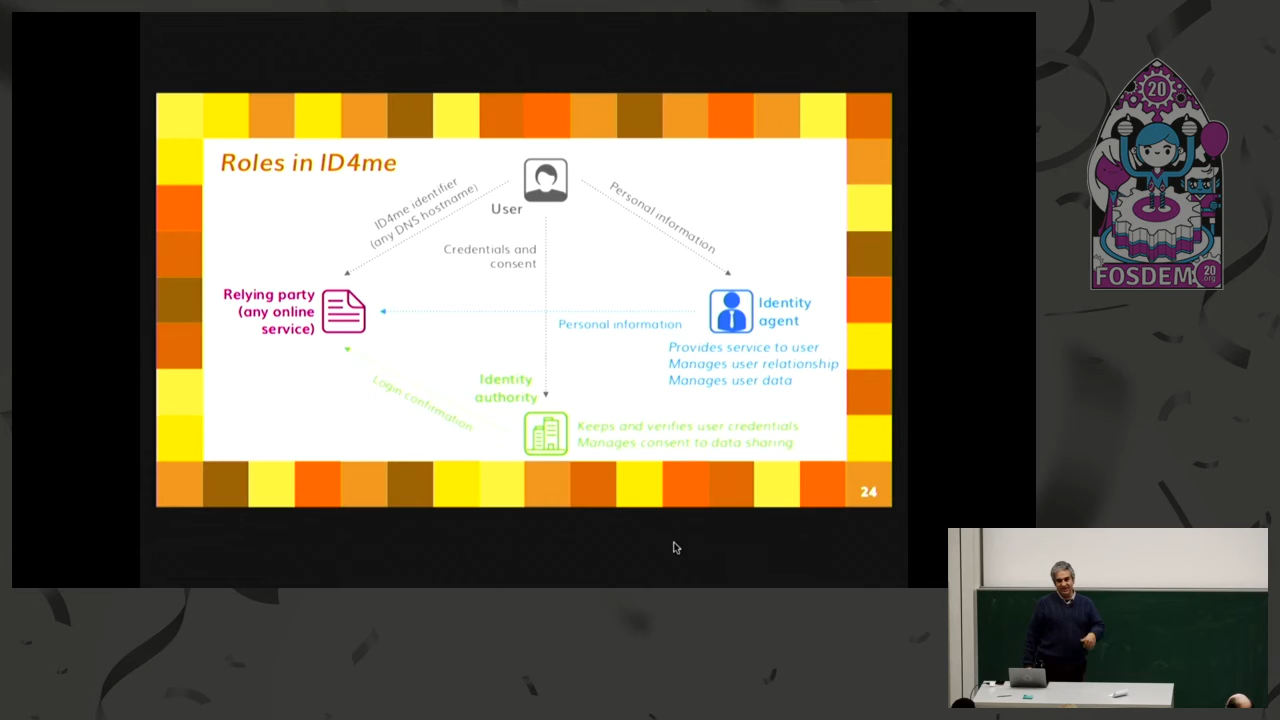 Roles in ID4me
ID4me identifier
(any DNS hostname)
User
Personal information
Credentials and
consent
Relying party
(any online
service)
Identity
agent
Personal information
Provides service to user
Manages user relationship
Manages user data
Login confirmation
Identity
authority
Keeps and verifies user credentials
Manages consent to data sharing
24
20
FOSDEM
20
org